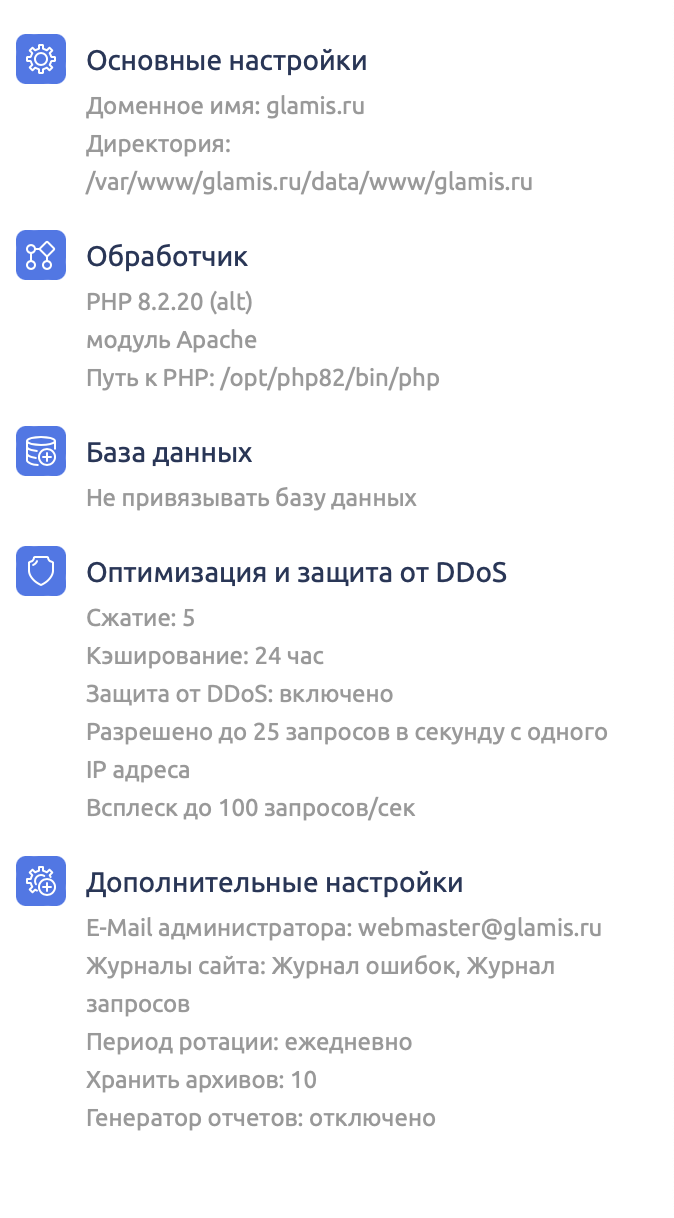 Основные настройки
Доменное имя: glamis.ru
Директория:
/var/www/glamis.ru/data/www/glamis.ru
Обработчик
PHP 8.2.20 (alt)
модуль Apache
Путь к PHP: /opt/php82/bin/php
База данных
Не привязывать базу данных
Оптимизация и защита от DDoS
Сжатие: 5
Кэширование: 24 час
Защита от DDoS: включено
Разрешено до 25 запросов в секунду с одного
IP адреса
Всплеск до 100 запросов/сек
Дополнительные настройки
E-Mail администратора: webmaster@glamis.ru
Журналы сайта: Журнал ошибок, Журнал
запросов
Период ротации: ежедневно
Хранить архивов: 10
Генератор отчетов: отключено